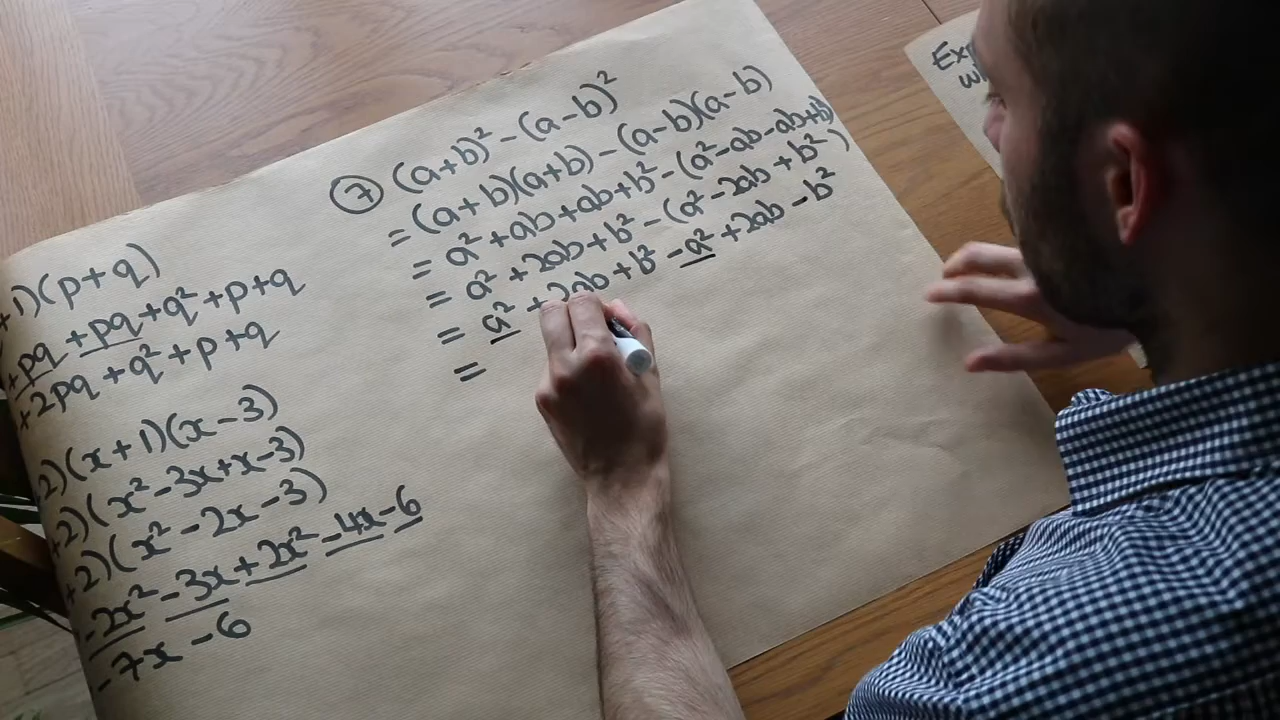 +1)(p+q)
+pq+pq+q²+p+q
+2pq+q²+p+q
2)(x+1)(x-3)
+2)(x²-3x+x-3)
+2)(x²-2x-3)
-2x²-3x+2x²-4x-6
-7x-6
⑦ (a+b)²-(a-b)²
=(a+b)(a+b)-(a-b)(a-b)
=a²+ab+ab+b²-(a²-ab-ab+b²)
=a²+2ab+b²-(a²-2ab+b²)
=a²+2ab+b²-a²+2ab-b²
=